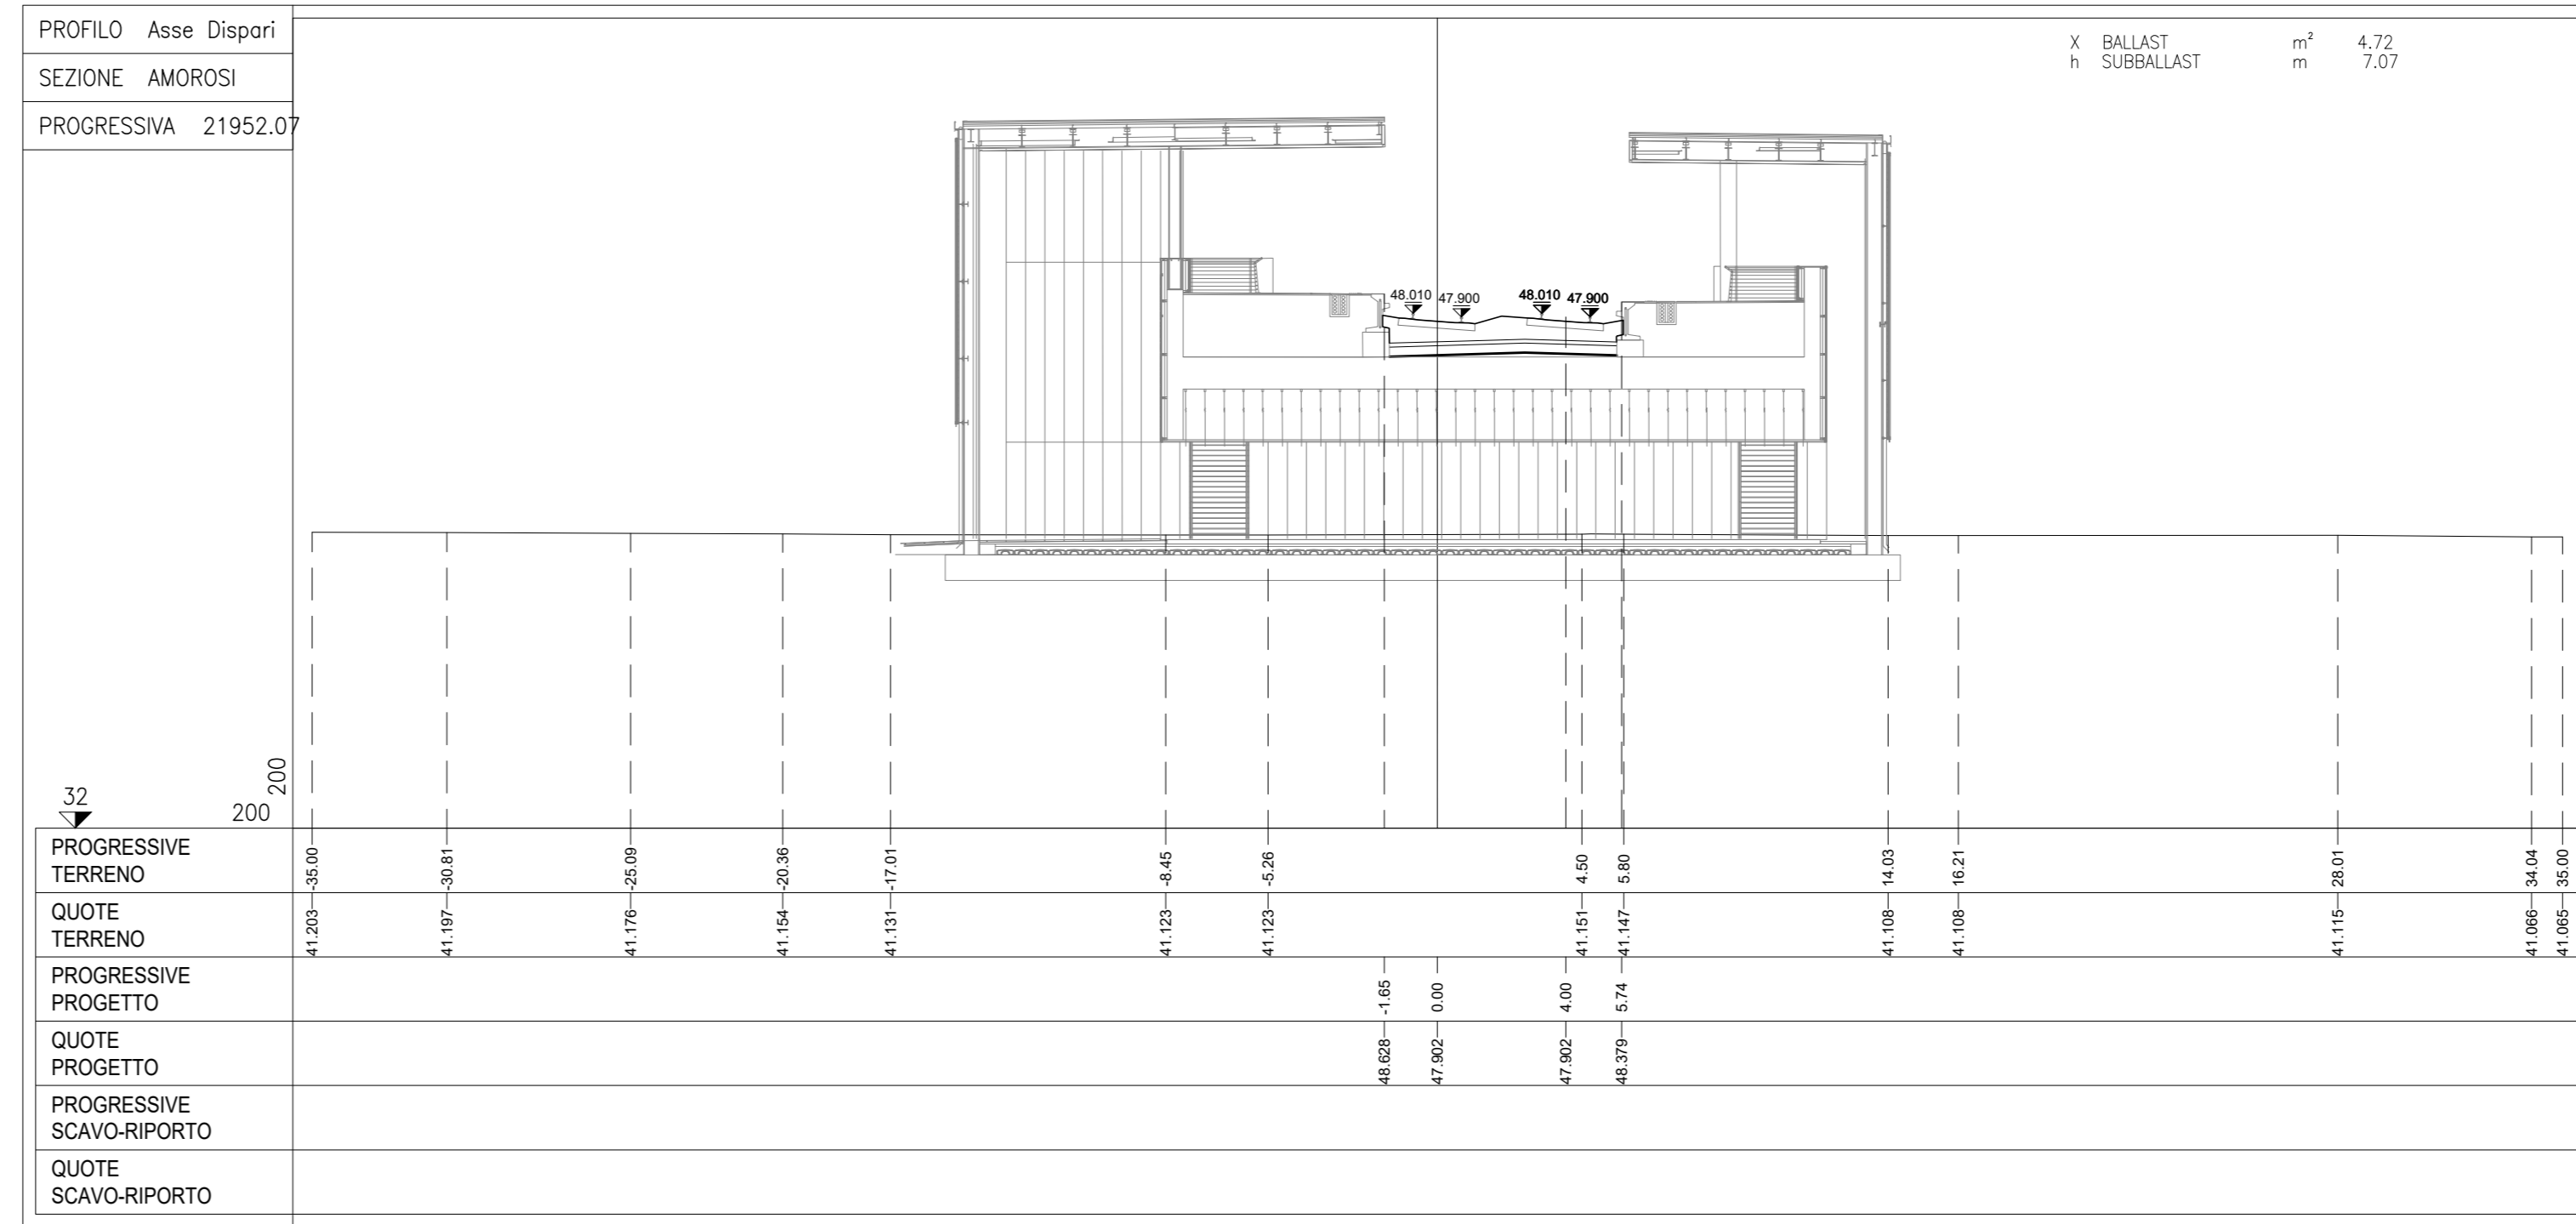 PROFILO Asse Dispari
SEZIONE AMOROSI
PROGRESSIVA 21952.07
X BALLAST m² 4.72
h SUBBALLAST m 7.07
48.010 47.900 48.010 47.900
200
32
200
PROGRESSIVE
TERRENO
-35.00 -30.81 -25.09 -20.36 -17.01 -8.45 -5.26 4.50 5.80 14.03 16.21 28.01 34.04 35.00
QUOTE
TERRENO
41.203 41.197 41.176 41.154 41.131 41.123 41.123 41.151 41.147 41.108 41.108 41.115 41.066 41.065
PROGRESSIVE
PROGETTO
-1.65 0.00 4.00 5.74
QUOTE
PROGETTO
48.628 47.902 47.902 48.379
PROGRESSIVE
SCAVO-RIPORTO
QUOTE
SCAVO-RIPORTO